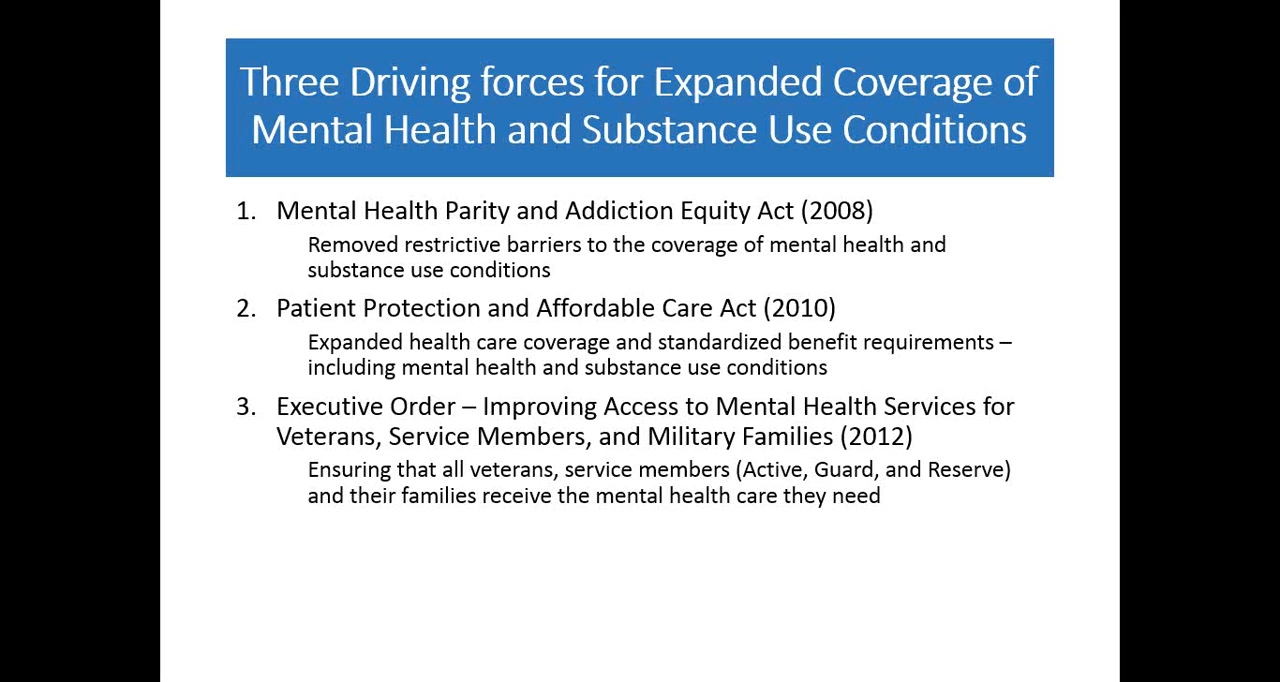 Three Driving forces for Expanded Coverage of
Mental Health and Substance Use Conditions
1. Mental Health Parity and Addiction Equity Act (2008)
Removed restrictive barriers to the coverage of mental health and
substance use conditions
2. Patient Protection and Affordable Care Act (2010)
Expanded health care coverage and standardized benefit requirements –
including mental health and substance use conditions
3. Executive Order – Improving Access to Mental Health Services for
Veterans, Service Members, and Military Families (2012)
Ensuring that all veterans, service members (Active, Guard, and Reserve)
and their families receive the mental health care they need